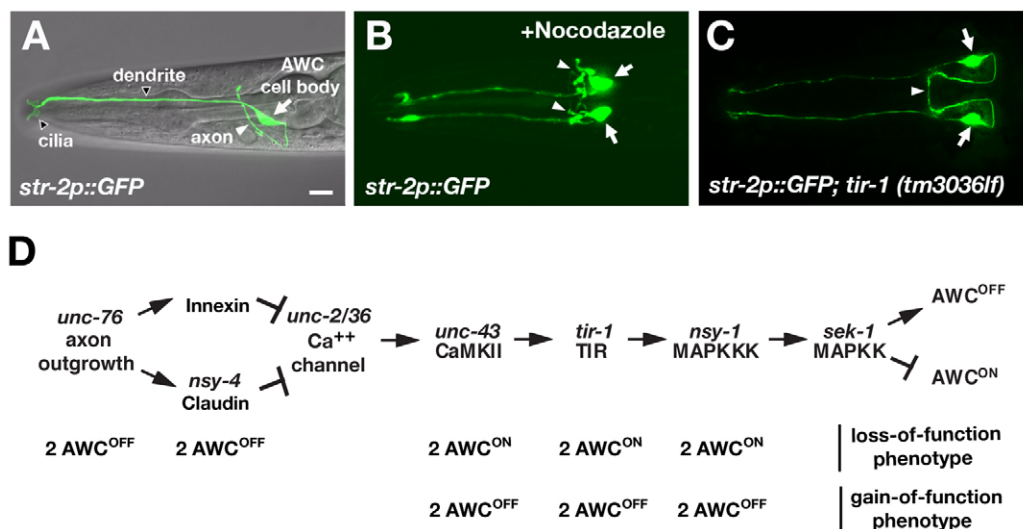 A
dendrite
AWC
cell body
cilia
axon
str-2p::GFP
B
+Nocodazole
str-2p::GFP
C
str-2p::GFP; tir-1 (tm3036lf)
D
unc-76
axon
outgrowth
Innexin
nsy-4
Claudin
unc-2/36
Ca++
channel
unc-43
CaMKII
tir-1
TIR
nsy-1
MAPKKK
sek-1
MAPKK
AWCOFF
AWCON
2 AWCOFF 2 AWCOFF 2 AWCON 2 AWCON 2 AWCON
loss-of-function
phenotype
2 AWCOFF 2 AWCOFF 2 AWCOFF
gain-of-function
phenotype